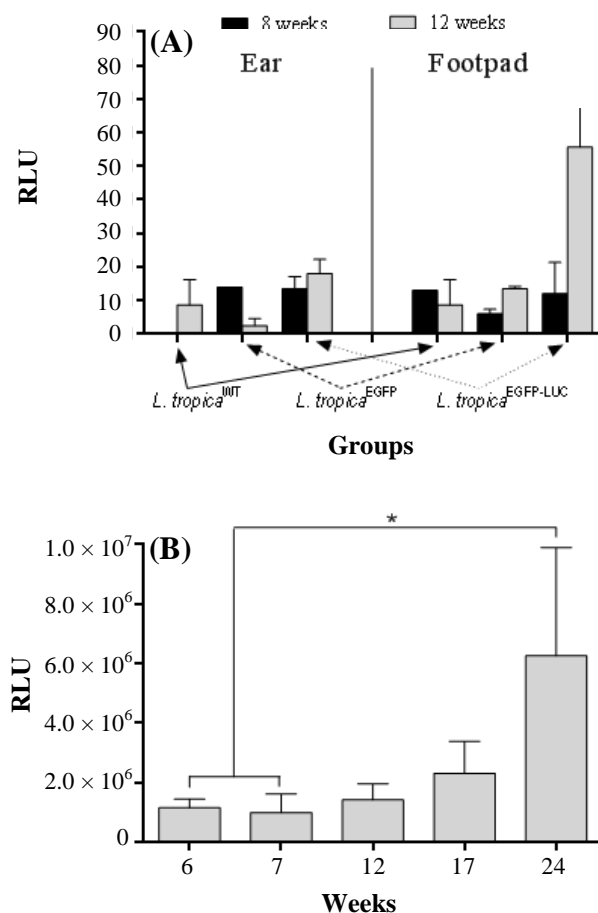 8 weeks 12 weeks
(A)
Ear Footpad
90
80
70
60
50
40
30
20
10
0
RLU
L. tropica^WT L. tropica^EGFP L. tropica^EGFP-LUC
Groups
(B)
*
1.0 × 10^7
8.0 × 10^6
6.0 × 10^6
4.0 × 10^6
2.0 × 10^6
0
RLU
6 7 12 17 24
Weeks